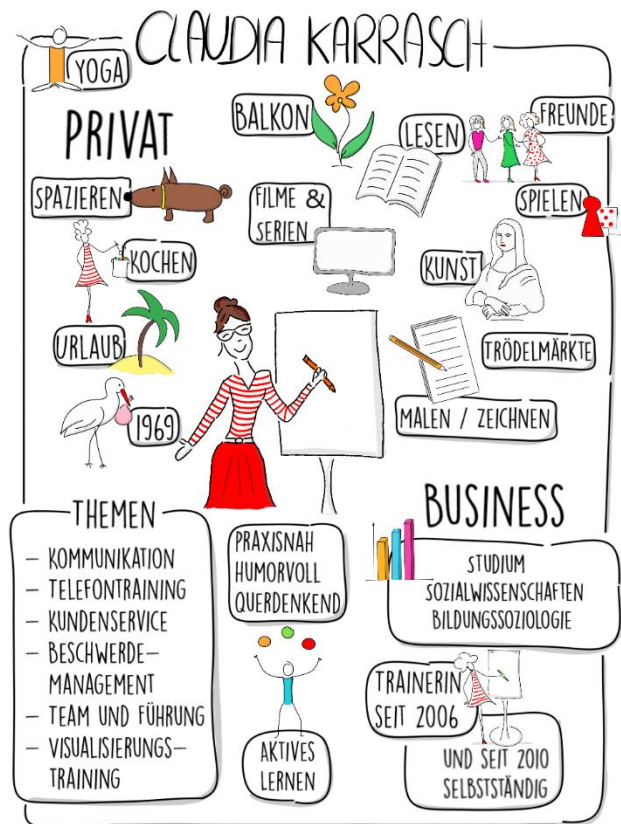 CLAUDIA KARRASCH
YOGA
PRIVAT
BALKON
LESEN
FREUNDE
SPAZIEREN
FILME &
SERIEN
SPIELEN
KOCHEN
KUNST
URLAUB
TRÖDELMÄRKTE
1969
MALEN / ZEICHNEN
THEMEN
– KOMMUNIKATION
– TELEFONTRAINING
– KUNDENSERVICE
– BESCHWERDE–
MANAGEMENT
– TEAM UND FÜHRUNG
– VISUALISIERUNGS–
TRAINING
PRAXISNAH
HUMORVOLL
QUERDENKEND
AKTIVES
LERNEN
BUSINESS
STUDIUM
SOZIALWISSENSCHAFTEN
BILDUNGSSOZIOLOGIE
TRAINERIN
SEIT 2006
UND SEIT 2010
SELBSTSTÄNDIG